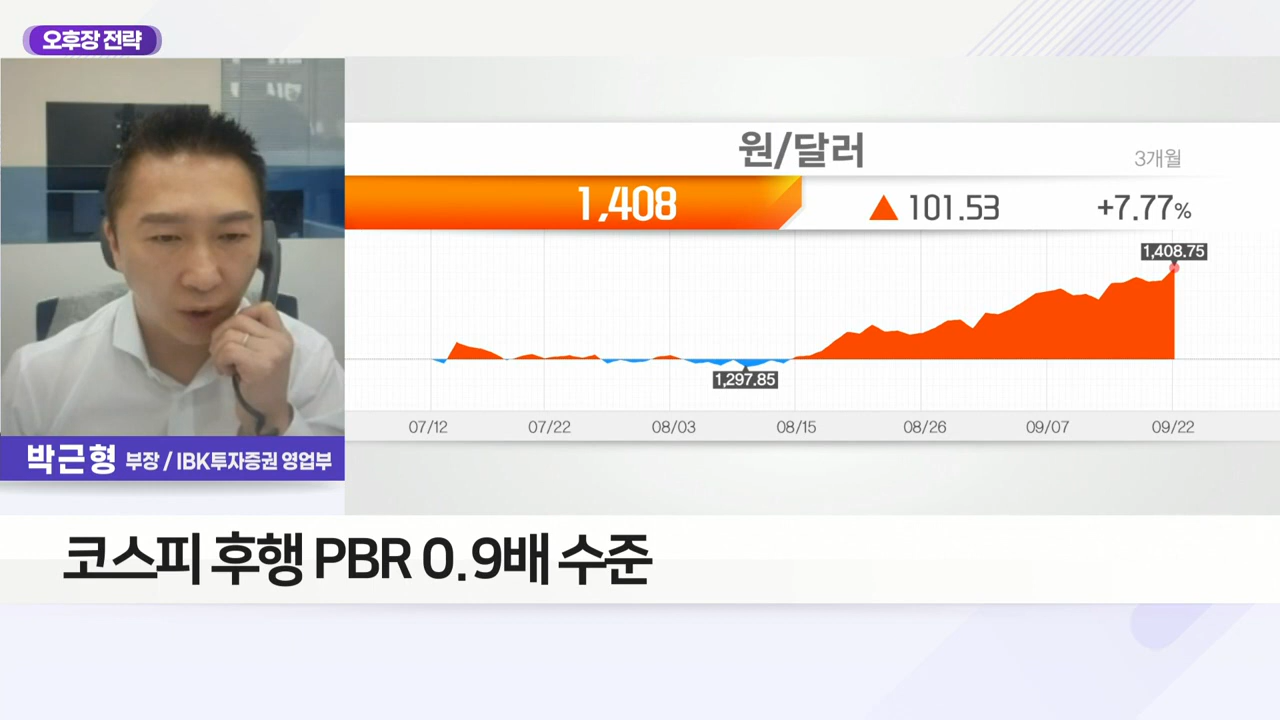 오후장 전략
원/달러
3개월
1,408
▲ 101.53
+7.77%
1,408.75
1,297.85
07/12 07/22 08/03 08/15 08/26 09/07 09/22
박근형 부장 / IBK투자증권 영업부
코스피 후행 PBR 0.9배 수준